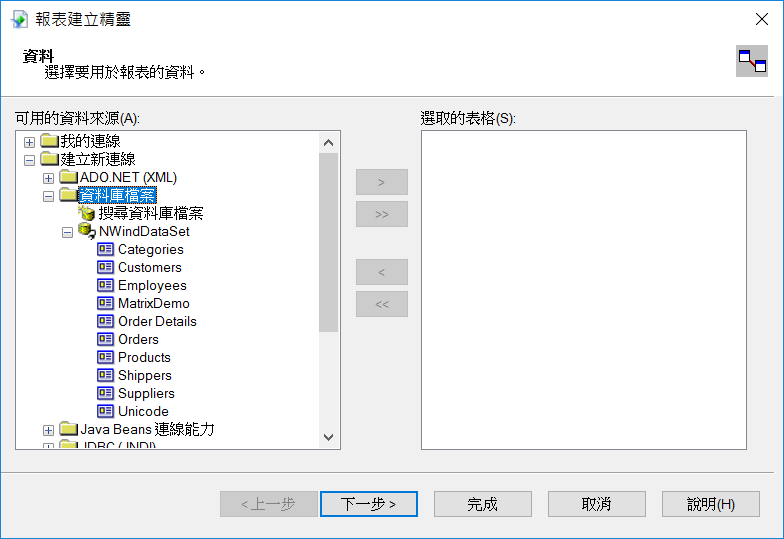 報表建立精靈
資料
選擇要用於報表的資料。
可用的資料來源(A):
我的連線
建立新連線
ADO.NET (XML)
資料庫檔案
搜尋資料庫檔案
NWindDataSet
Categories
Customers
Employees
MatrixDemo
Order Details
Orders
Products
Shippers
Suppliers
Unicode
Java Beans 連線能力
JDBC (JNDI)
>
>>
<
<<
選取的表格(S):
< 上一步
下一步 >
完成
取消
說明(H)